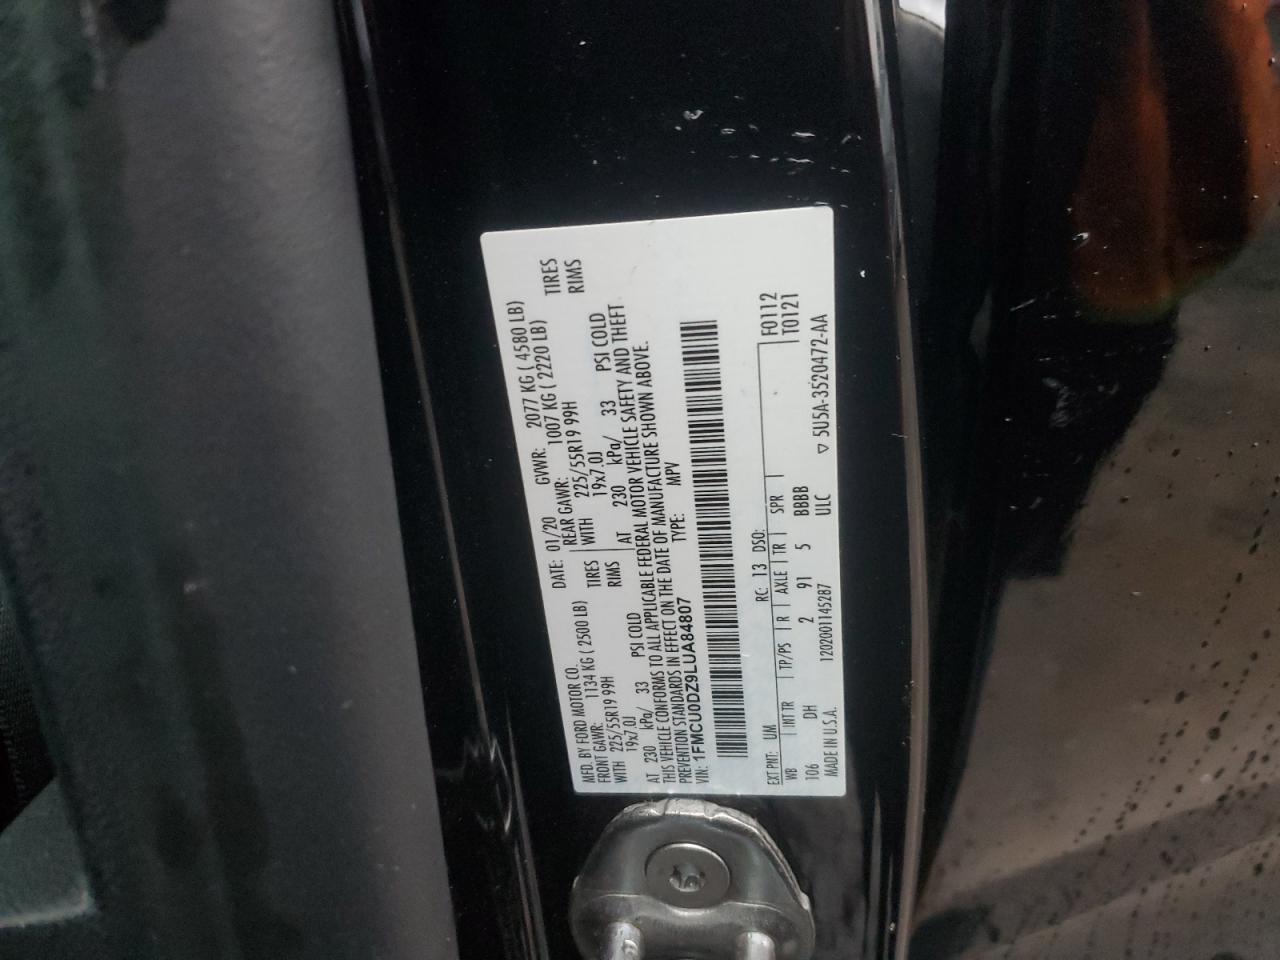 MFD. BY FORD MOTOR CO.
DATE: 01/20 GVWR: 2077 KG ( 4580 LB)
FRONT GAWR: 1134 KG ( 2500 LB) REAR GAWR: 1007 KG ( 2220 LB)
WITH 225/55R19 99H TIRES WITH 225/55R19 99H TIRES
19x7.0J RIMS 19x7.0J RIMS
AT 230 kPa/ 33 PSI COLD AT 230 kPa/ 33 PSI COLD
THIS VEHICLE CONFORMS TO ALL APPLICABLE FEDERAL MOTOR VEHICLE SAFETY AND THEFT
PREVENTION STANDARDS IN EFFECT ON THE DATE OF MANUFACTURE SHOWN ABOVE.
VIN: 1FMCU0DZ9LUA84807 TYPE: MPV
EXT PNT: UM RC: 13 DSO: F0112
WB INT TR TP/PS R AXLE TR SPR T0121
106 DH 2 91 5 BBBB
MADE IN U.S.A. 1202001145287 ULC ▽ 5U5A-3520472-AA